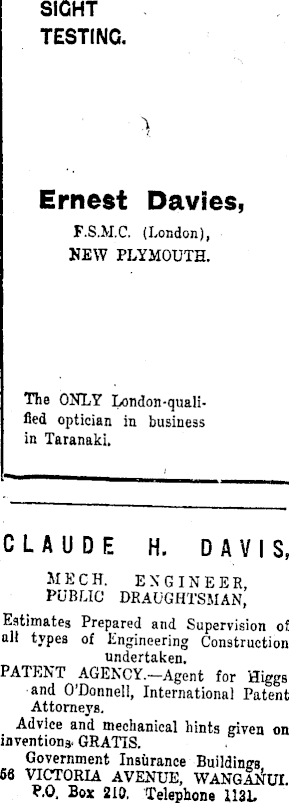 SIGHT
TESTING.
Ernest Davies,
F.S.M.C. (London),
NEW PLYMOUTH.
The ONLY London-quali-
fied optician in business
in Taranaki.
CLAUDE H. DAVIS,
MECH. ENGINEER,
PUBLIC DRAUGHTSMAN,
Estimates Prepared and Supervision of
all types of Engineering Construction
undertaken.
PATENT AGENCY.—Agent for Higgs
and O'Donnell, International Patent
Attorneys.
Advice and mechanical hints given on
inventions. GRATIS.
Government Insurance Buildings,
56 VICTORIA AVENUE, WANGANUI.
P.O. Box 210. Telephone 1131.